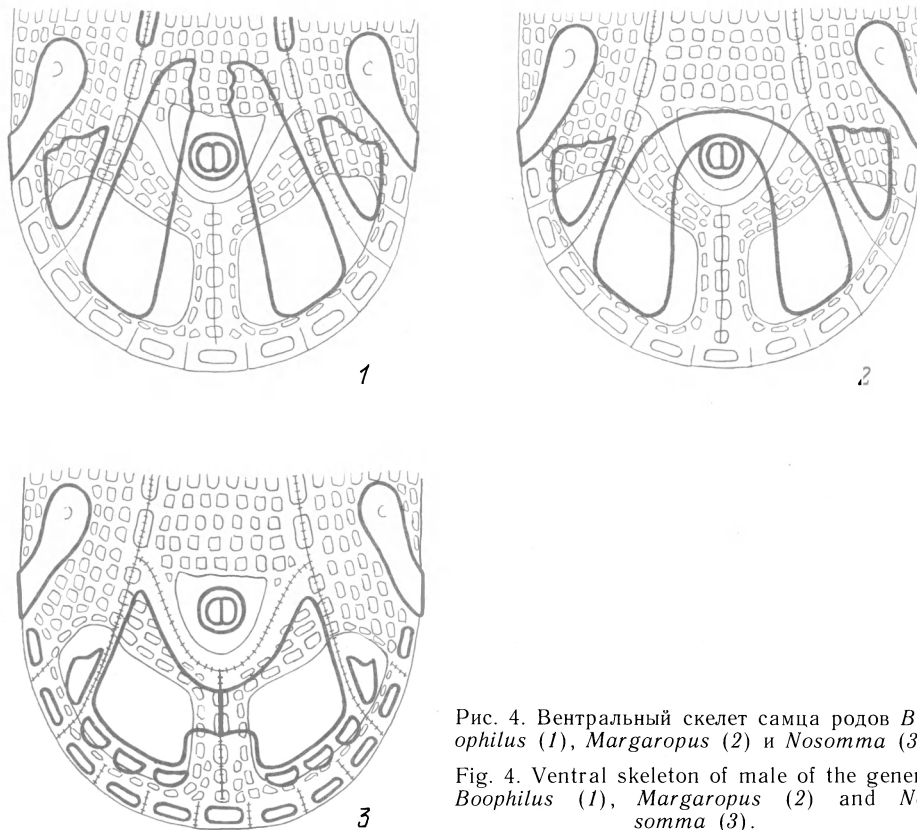 1
2
3
Рис. 4. Вентральный скелет самца родов B
ophilus (1), Margaropus (2) и Nosomma (3
Fig. 4. Ventral skeleton of male of the gener
Boophilus (1), Margaropus (2) and N
somma (3).